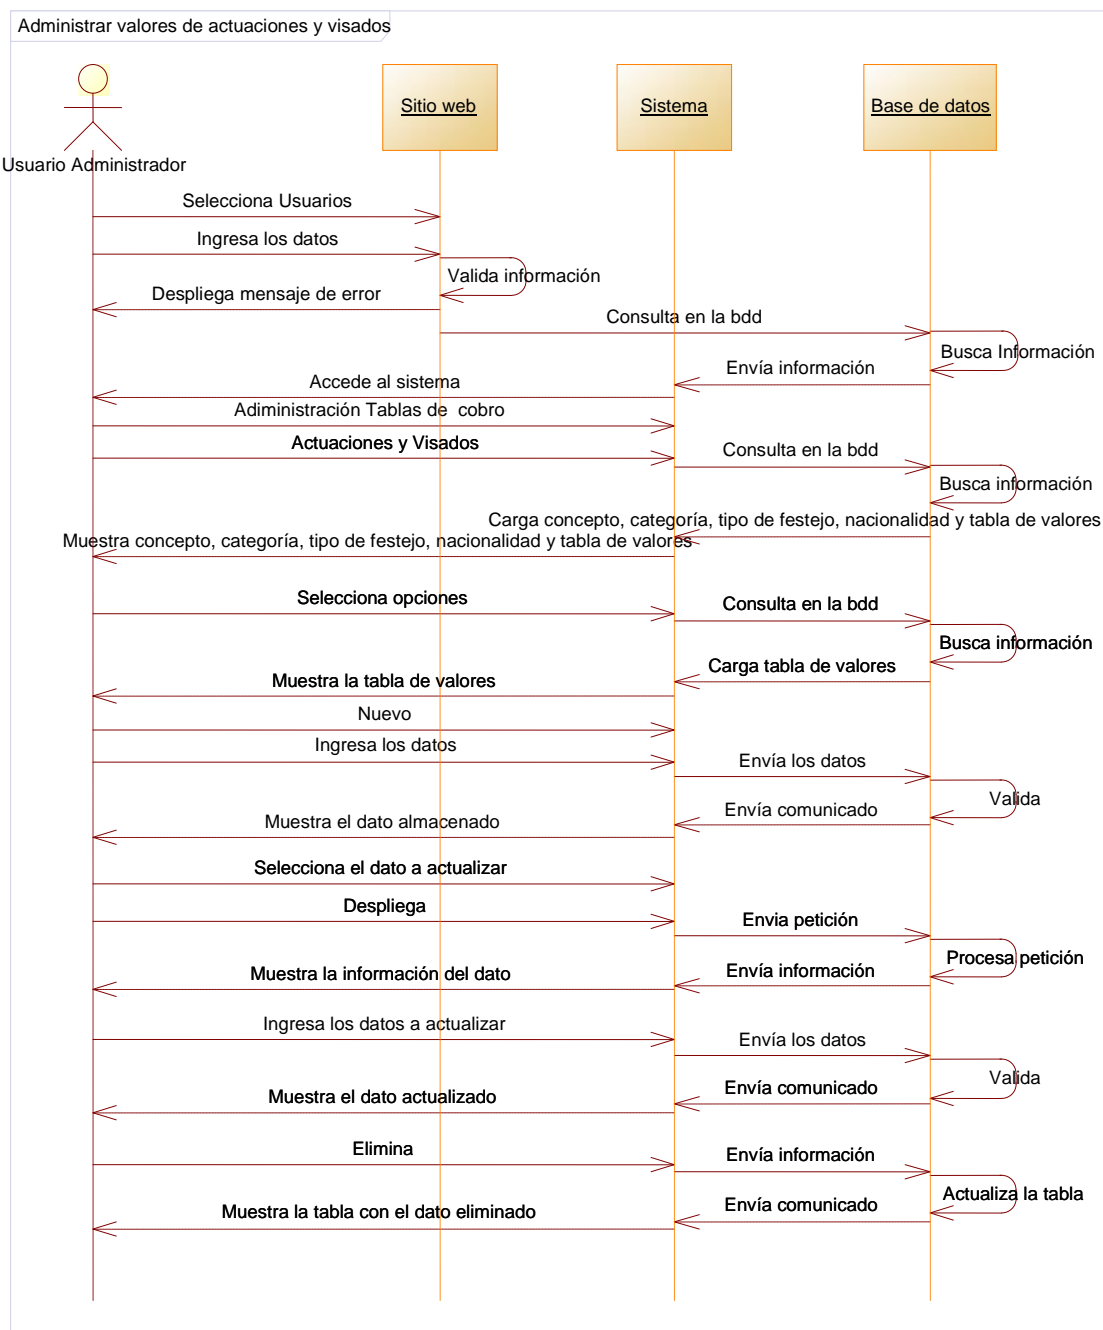 Administrar valores de actuaciones y visados
Sitio web
Sistema
Base de datos
Usuario Administrador
Selecciona Usuarios
Ingresa los datos
Valida información
Despliega mensaje de error
Consulta en la bdd
Busca Información
Envía información
Accede al sistema
Adiministración Tablas de cobro
Actuaciones y Visados
Consulta en la bdd
Busca información
Carga concepto, categoría, tipo de festejo, nacionalidad y tabla de valores
Muestra concepto, categoría, tipo de festejo, nacionalidad y tabla de valores
Selecciona opciones
Consulta en la bdd
Busca información
Carga tabla de valores
Muestra la tabla de valores
Nuevo
Ingresa los datos
Envía los datos
Valida
Envía comunicado
Muestra el dato almacenado
Selecciona el dato a actualizar
Despliega
Envia petición
Procesa petición
Envía información
Muestra la información del dato
Ingresa los datos a actualizar
Envía los datos
Valida
Envía comunicado
Muestra el dato actualizado
Elimina
Envía información
Actualiza la tabla
Envía comunicado
Muestra la tabla con el dato eliminado